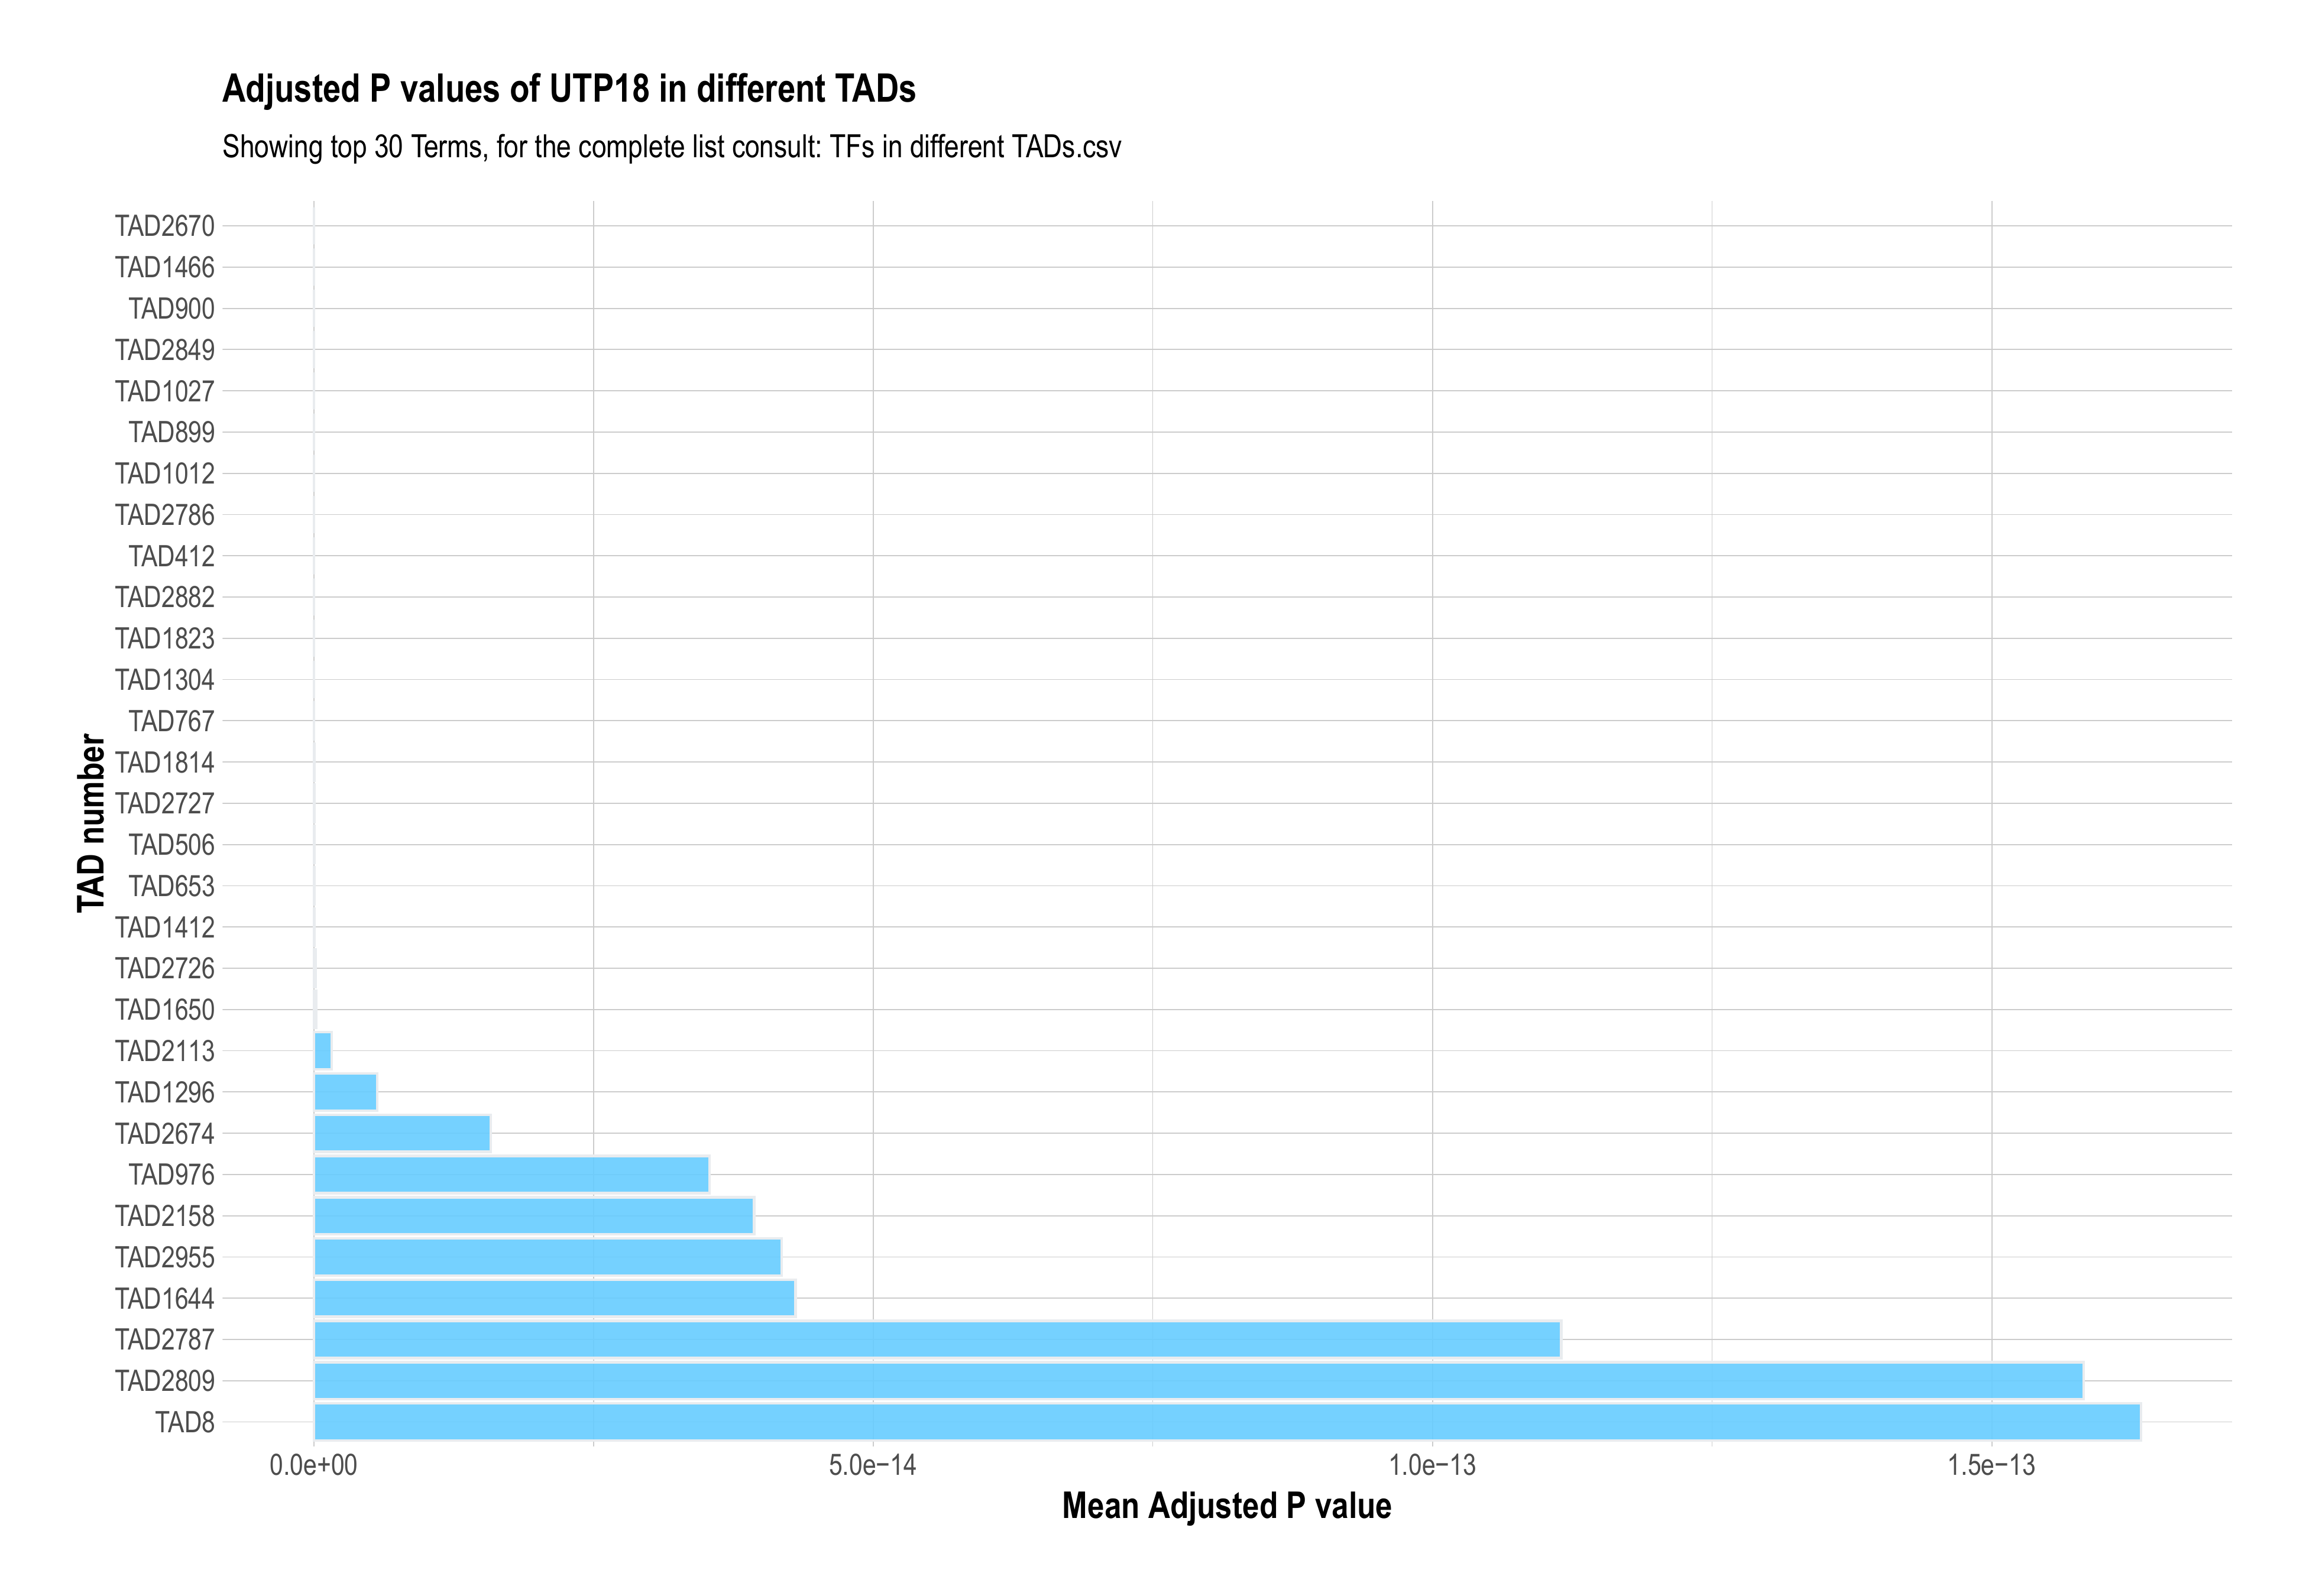 Adjusted P values of UTP18 in different TADs
Showing top 30 Terms, for the complete list consult: TFs in different TADs.csv
TAD number
TAD2670
TAD1466
TAD900
TAD2849
TAD1027
TAD899
TAD1012
TAD2786
TAD412
TAD2882
TAD1823
TAD1304
TAD767
TAD1814
TAD2727
TAD506
TAD653
TAD1412
TAD2726
TAD1650
TAD2113
TAD1296
TAD2674
TAD976
TAD2158
TAD2955
TAD1644
TAD2787
TAD2809
TAD8
0.0e+00 5.0e−14 1.0e−13 1.5e−13
Mean Adjusted P value